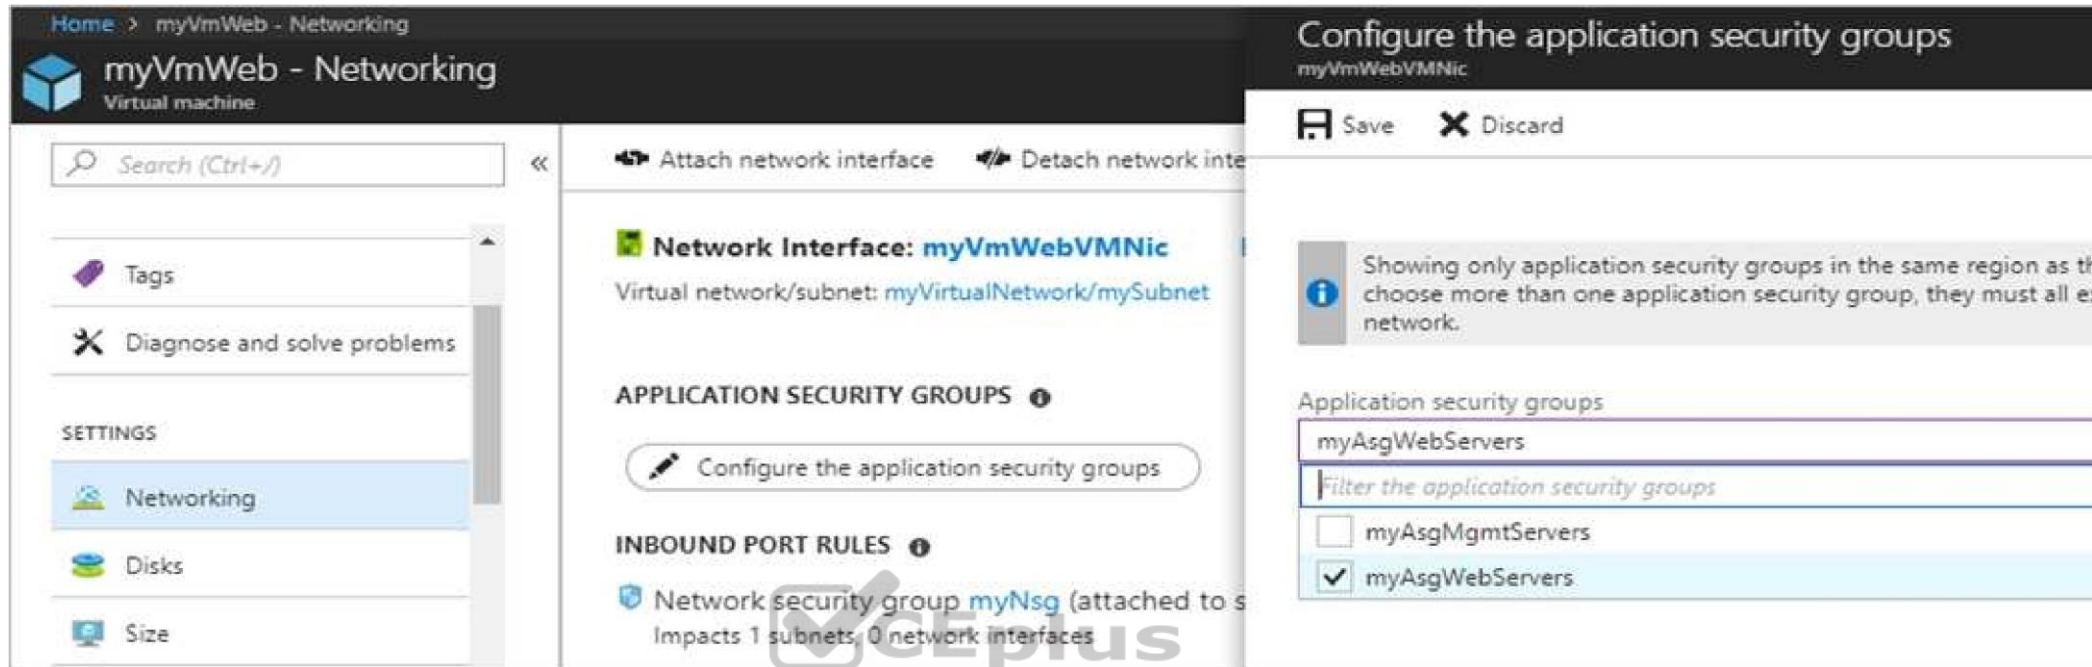 Home > myVmWeb - Networking
myVmWeb - Networking
Virtual machine
Search (Ctrl+/)
«
Tags
Diagnose and solve problems
SETTINGS
Networking
Disks
Size
Attach network interface
Detach network inte
Network Interface: myVmWebVMNic
Virtual network/subnet: myVirtualNetwork/mySubnet
APPLICATION SECURITY GROUPS
Configure the application security groups
INBOUND PORT RULES
Network security group myNsg (attached to s
Impacts 1 subnets, 0 network interfaces
CEplus
Configure the application security groups
myVmWebVMNic
Save
Discard
Showing only application security groups in the same region as th
choose more than one application security group, they must all e
network.
Application security groups
myAsgWebServers
Filter the application security groups
myAsgMgmtServers
myAsgWebServers